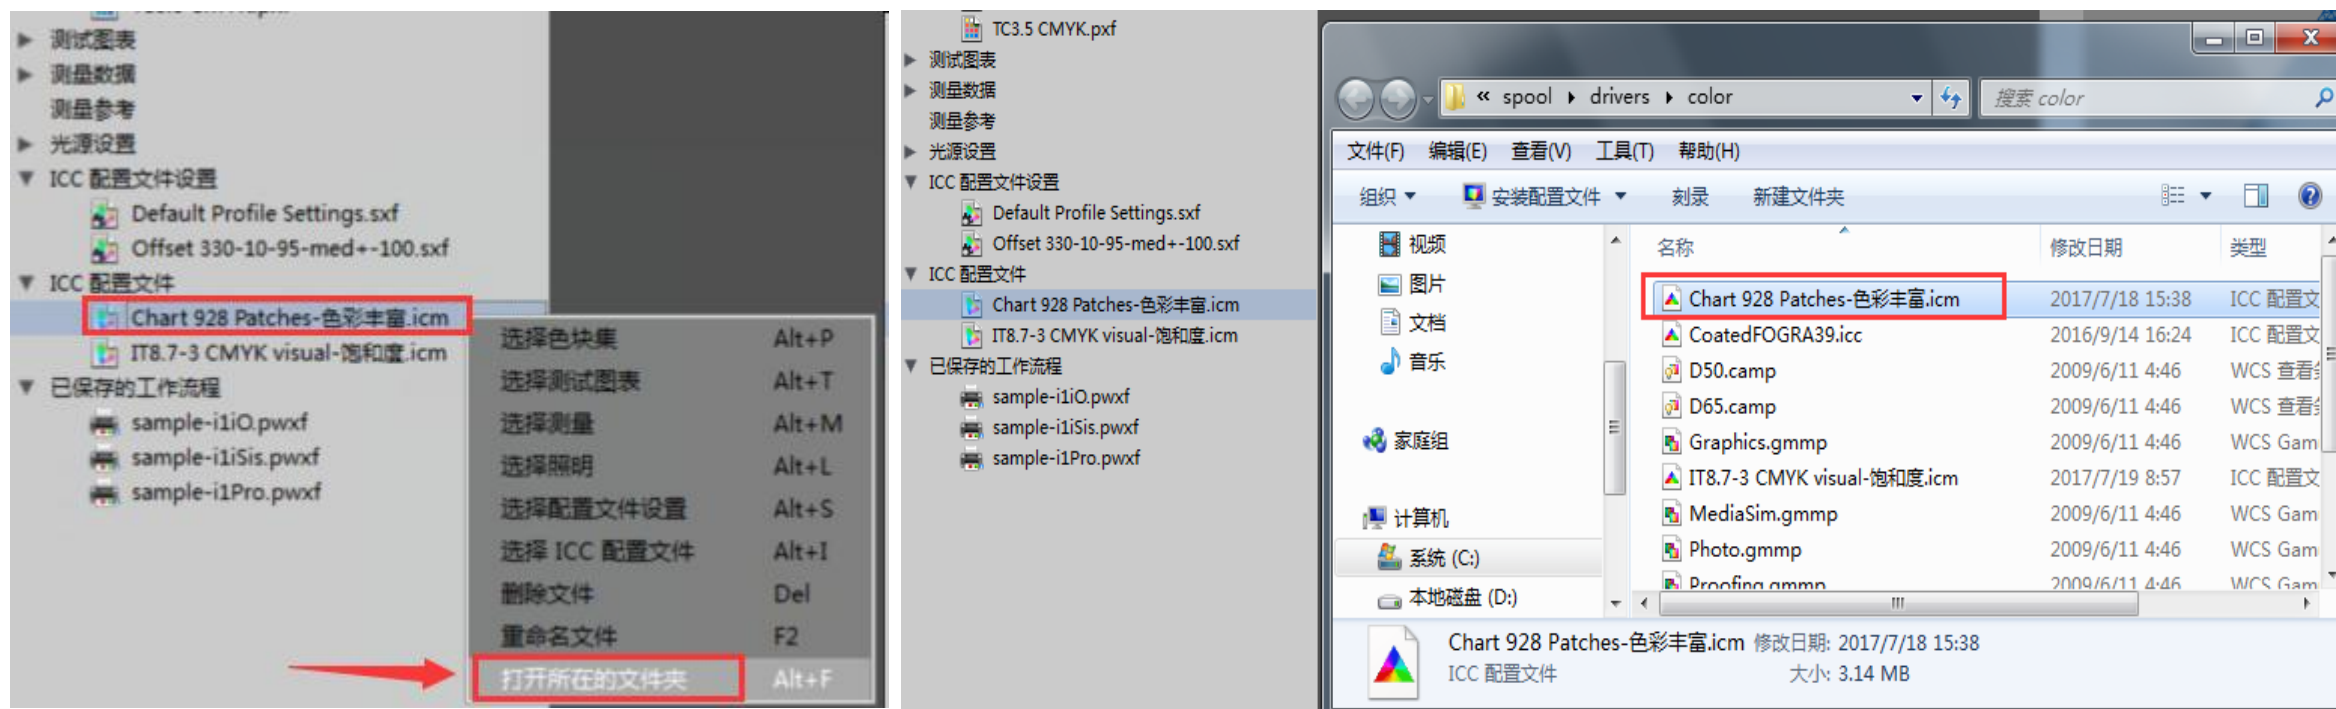 测试图表
测量数据
测量参考
光源设置
ICC 配置文件设置
Default Profile Settings.sxf
Offset 330-10-95-med+-100.sxf
ICC 配置文件
Chart 928 Patches-色彩丰富.icm
IT8.7-3 CMYK visual-饱和度.icm
已保存的工作流程
sample-i1iO.pwxf
sample-i1iSis.pwxf
sample-i1Pro.pwxf
选择色块集 Alt+P
选择测试图表 Alt+T
选择测量 Alt+M
选择照明 Alt+L
选择配置文件设置 Alt+S
选择 ICC 配置文件 Alt+I
删除文件 Del
重命名文件 F2
打开所在的文件夹 Alt+F
TC3.5 CMYK.pxf
测试图表
测量数据
测量参考
光源设置
ICC 配置文件设置
Default Profile Settings.sxf
Offset 330-10-95-med+-100.sxf
ICC 配置文件
Chart 928 Patches-色彩丰富.icm
IT8.7-3 CMYK visual-饱和度.icm
已保存的工作流程
sample-i1iO.pwxf
sample-i1iSis.pwxf
sample-i1Pro.pwxf
« spool ▸ drivers ▸ color
搜索 color
文件(F) 编辑(E) 查看(V) 工具(T) 帮助(H)
组织 安装配置文件 刻录 新建文件夹
视频
图片
文档
音乐
家庭组
计算机
系统 (C:)
本地磁盘 (D:)
名称 修改日期 类型
Chart 928 Patches-色彩丰富.icm 2017/7/18 15:38 ICC 配置文
CoatedFOGRA39.icc 2016/9/14 16:24 ICC 配置文
D50.camp 2009/6/11 4:46 WCS 查看
D65.camp 2009/6/11 4:46 WCS 查看
Graphics.gmmp 2009/6/11 4:46 WCS Gam
IT8.7-3 CMYK visual-饱和度.icm 2017/7/19 8:57 ICC 配置文
MediaSim.gmmp 2009/6/11 4:46 WCS Gam
Photo.gmmp 2009/6/11 4:46 WCS Gam
Proofing.gmmp 2009/6/11 4:46 WCS Gam
Chart 928 Patches-色彩丰富.icm 修改日期: 2017/7/18 15:38
ICC 配置文件 大小: 3.14 MB